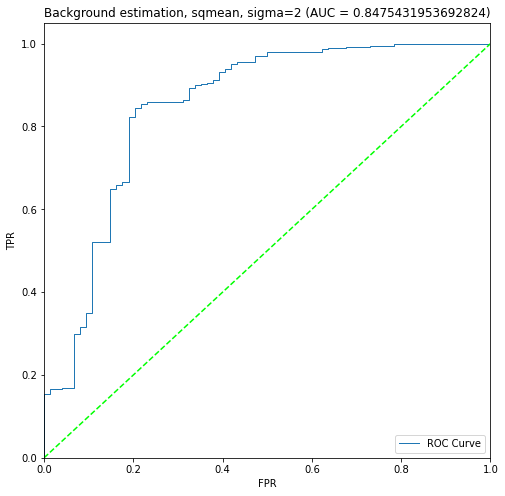 Background estimation, sqmean, sigma=2 (AUC = 0.8475431953692824)
1.0
0.8
0.6
TPR
0.4
0.2
0.0
ROC Curve
0.0 0.2 0.4 0.6 0.8 1.0
FPR